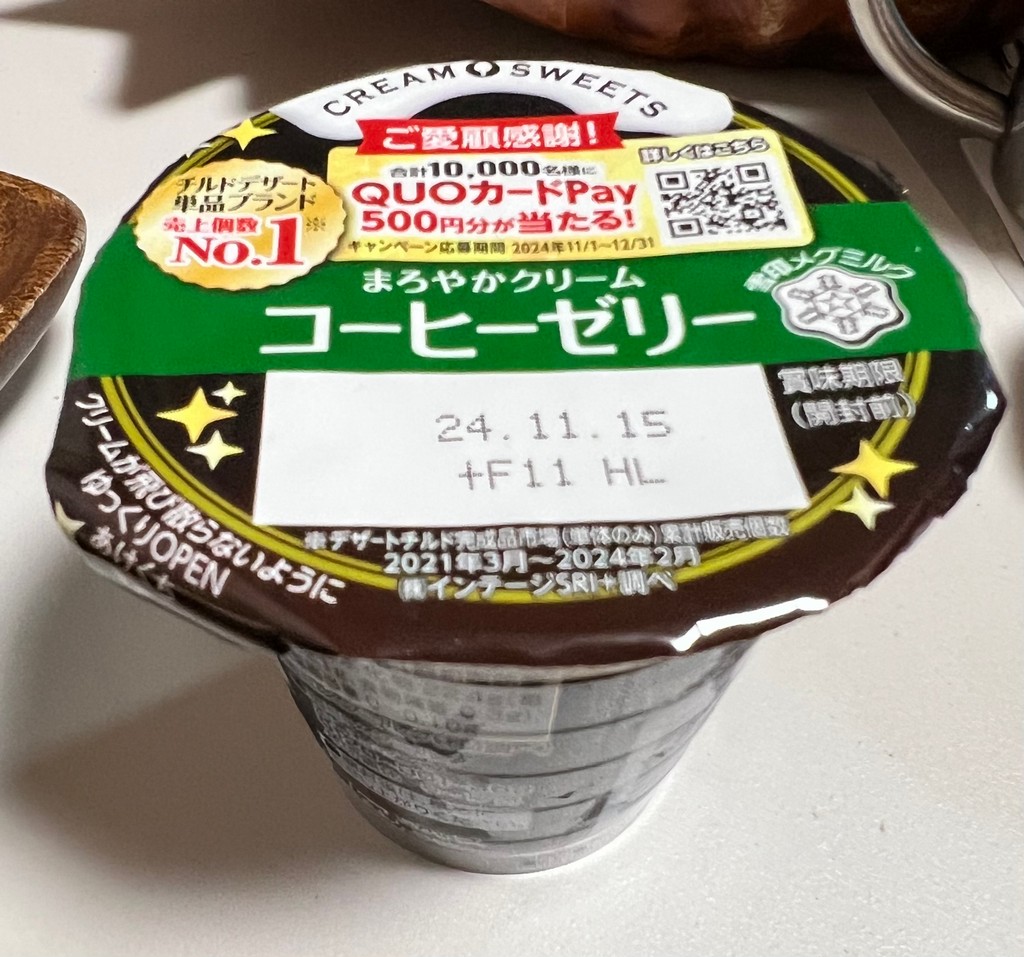 CREAM SWEETS
ご愛顧感謝!
合計10,000名様に
QUOカードPay
500円分が当たる!
キャンペーン応募期間 2024年11/1~12/31
詳しくはこちら
チルドデザート
単品ブランド
売上個数※
No.1
まろやかクリーム
コーヒーゼリー
雪印メグミルク
賞味期限
(開封前)
24.11.15
+F11 HL
クリームが飛び散らないように
ゆっくりOPEN
※デザートチルド完成品市場(単体のみ)累計販売個数
2021年3月~2024年2月
㈱インテージSRI+調べ